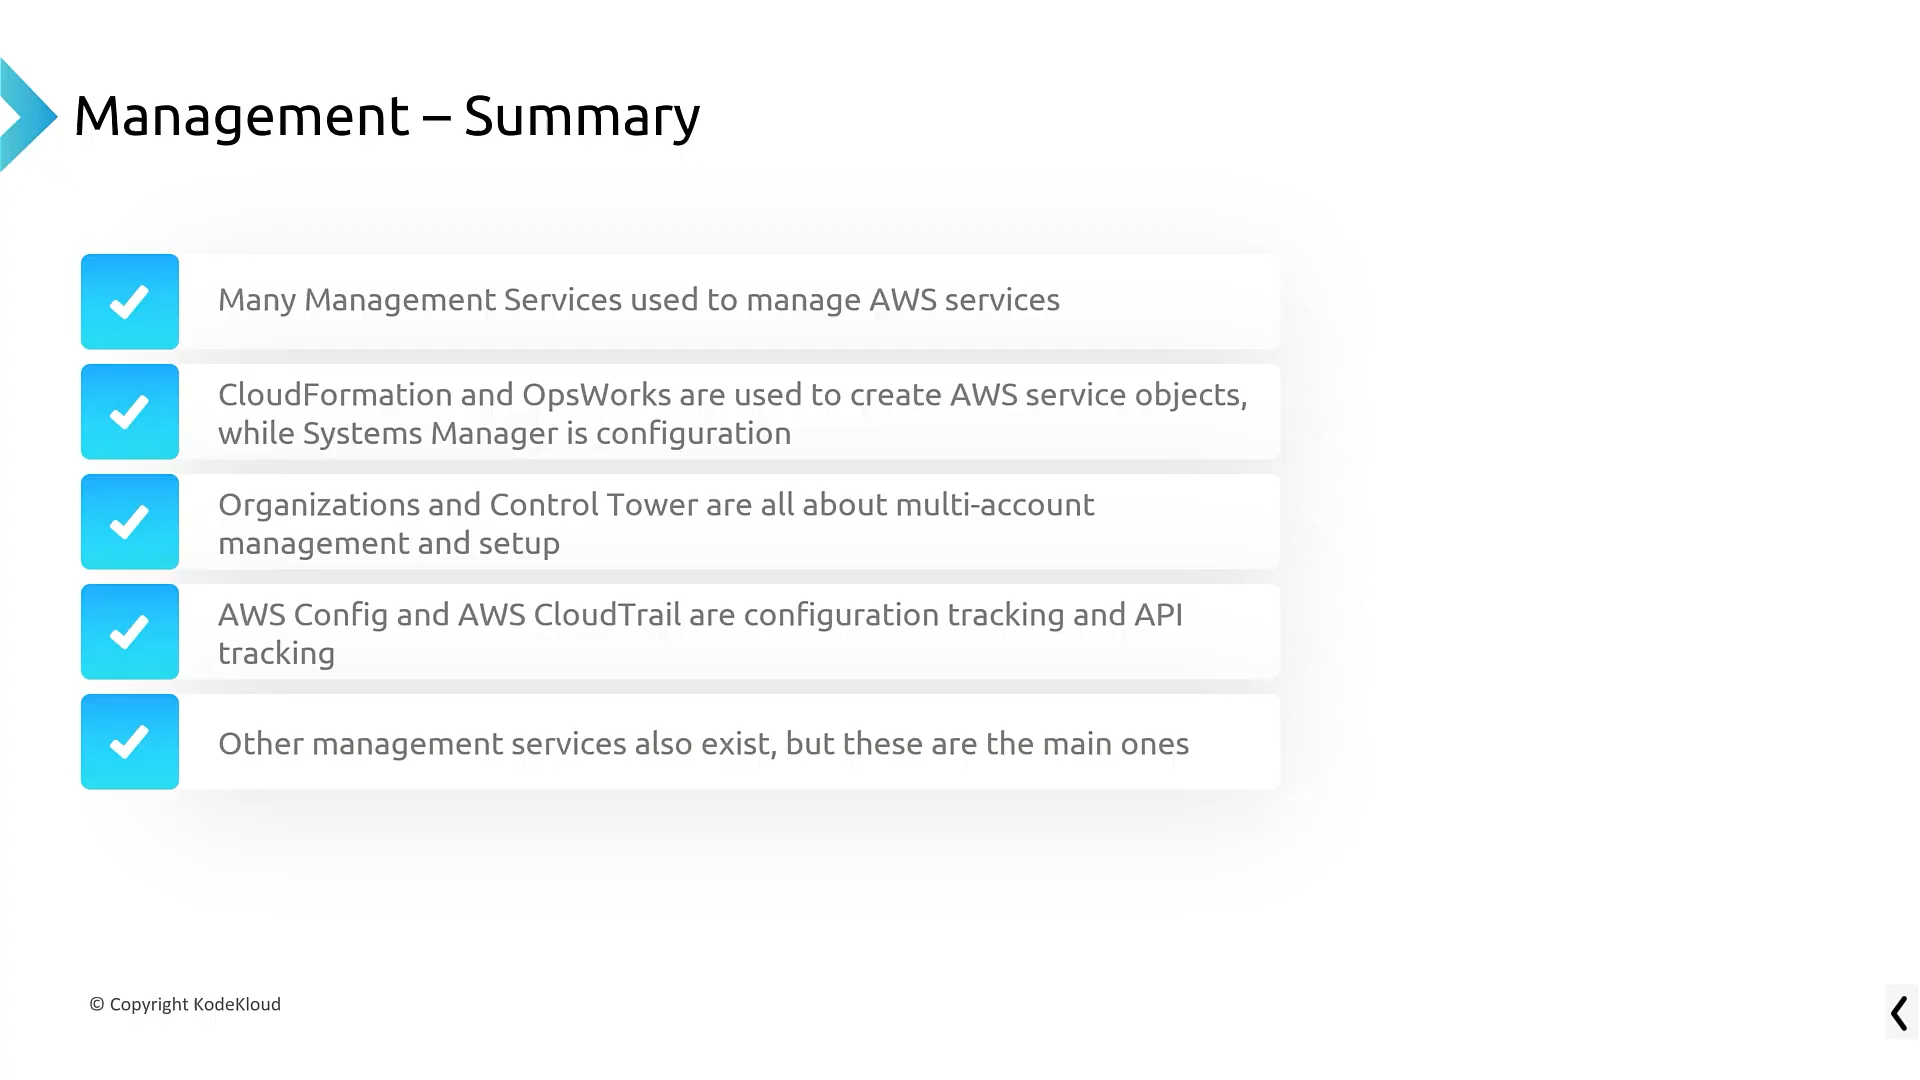 Management – Summary
Many Management Services used to manage AWS services
CloudFormation and OpsWorks are used to create AWS service objects,
while Systems Manager is configuration
Organizations and Control Tower are all about multi-account
management and setup
AWS Config and AWS CloudTrail are configuration tracking and API
tracking
Other management services also exist, but these are the main ones
© Copyright KodeKloud